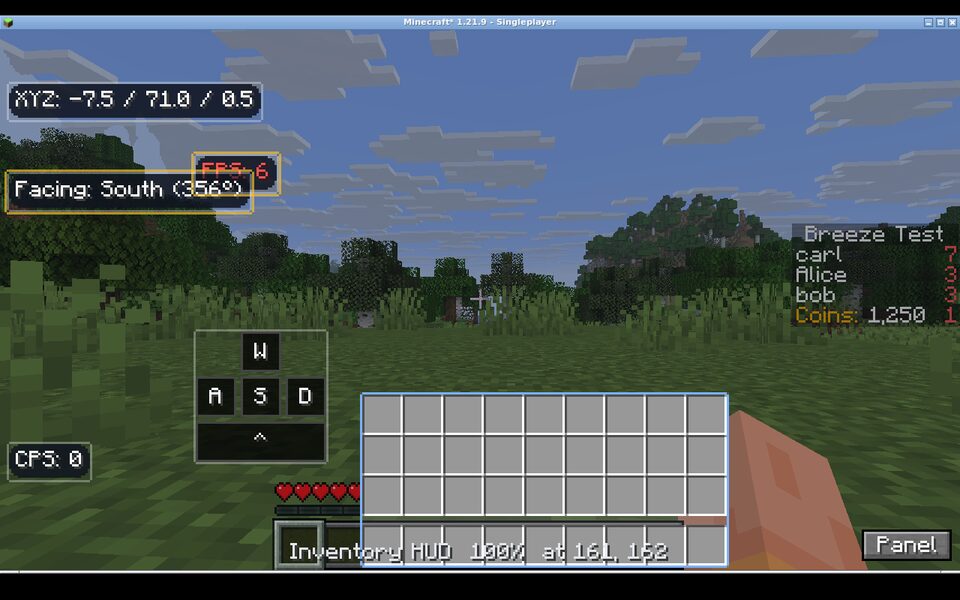 Minecraft* 1.21.9 - Singleplayer
XYZ: -7.5 / 71.0 / 0.5
FPS: 6
Facing: South (356°)
Breeze Test
carl 7
Alice 3
bob 3
Coins: 1,250 1
W
A S D
^
CPS: 0
Inventory HUD 100% at 161, 162
Panel